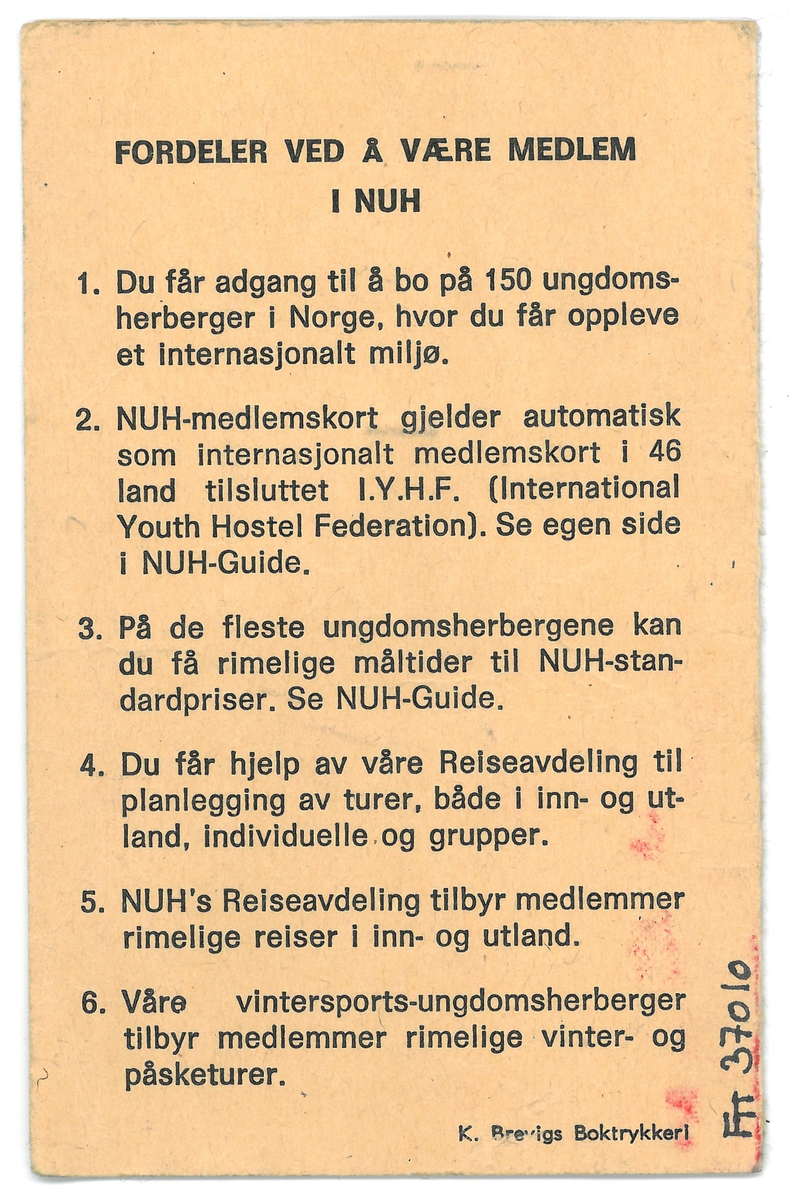 FORDELER VED Å VÆRE MEDLEM
I NUH
1. Du får adgang til å bo på 150 ungdoms-
herberger i Norge, hvor du får oppleve
et internasjonalt miljø.
2. NUH-medlemskort gjelder automatisk
som internasjonalt medlemskort i 46
land tilsluttet I.Y.H.F. (International
Youth Hostel Federation). Se egen side
i NUH-Guide.
3. På de fleste ungdomsherbergene kan
du få rimelige måltider til NUH-stan-
dardpriser. Se NUH-Guide.
4. Du får hjelp av våre Reiseavdeling til
planlegging av turer, både i inn- og ut-
land, individuelle og grupper.
5. NUH's Reiseavdeling tilbyr medlemmer
rimelige reiser i inn- og utland.
6. Våre vintersports-ungdomsherberger
tilbyr medlemmer rimelige vinter- og
påsketurer.
K. Brevigs Boktrykkeri
37010